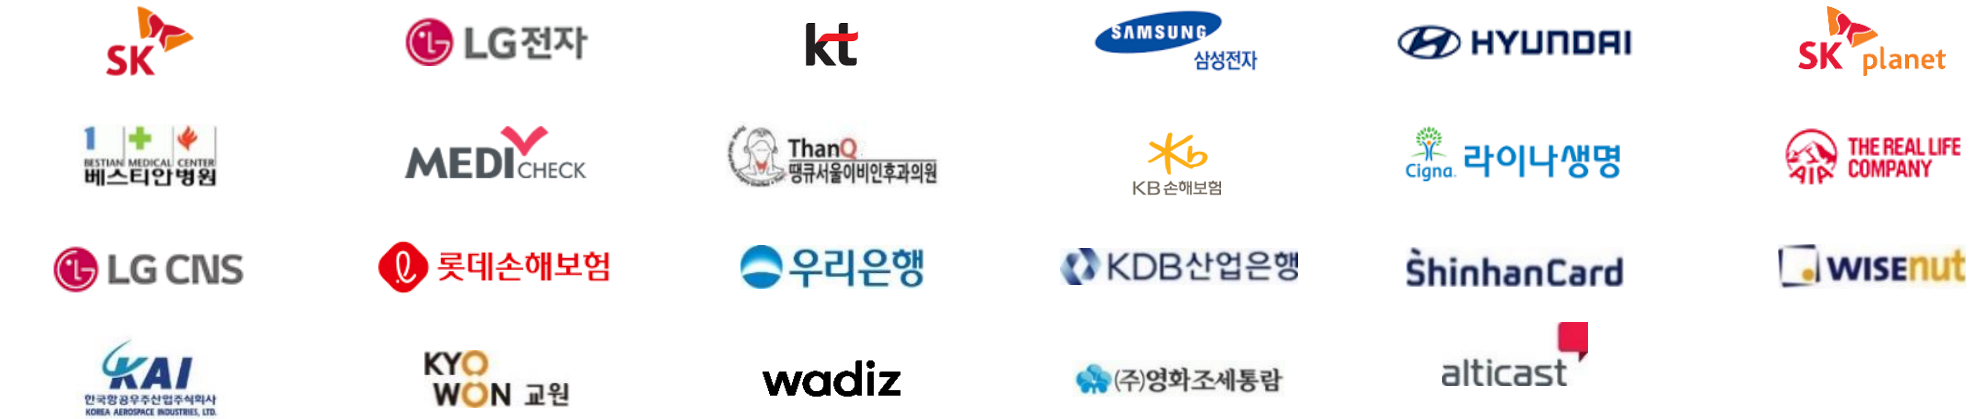 SK
LG전자
kt
SAMSUNG
삼성전자
HYUNDAI
SK planet
1
BESTIAN MEDICAL CENTER
베스티안병원
MEDICHECK
ThanQ
땡큐서울이비인후과의원
Kb
KB손해보험
Cigna
라이나생명
AIA
THE REAL LIFE
COMPANY
LG CNS
롯데손해보험
우리은행
KDB산업은행
ShinhanCard
WISEnut
KAI
한국항공우주산업주식회사
KOREA AEROSPACE INDUSTRIES, LTD.
KYO
WON 교원
wadiz
(주)영화조세통람
alticast